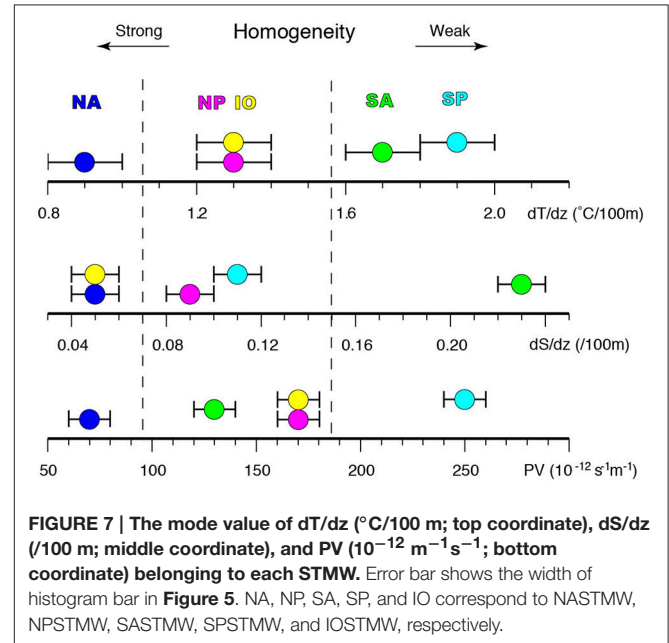 Strong Homogeneity Weak
NA NP IO SA SP
0.8 1.2 1.6 2.0 dT/dz (°C/100m)
0.04 0.08 0.12 0.16 0.20 dS/dz (/100m)
50 100 150 200 250 PV (10⁻¹² s⁻¹m⁻¹)
FIGURE 7 | The mode value of dT/dz (°C/100 m; top coordinate), dS/dz
(/100 m; middle coordinate), and PV (10⁻¹² m⁻¹s⁻¹; bottom
coordinate) belonging to each STMW. Error bar shows the width of
histogram bar in Figure 5. NA, NP, SA, SP, and IO correspond to NASTMW,
NPSTMW, SASTMW, SPSTMW, and IOSTMW, respectively.